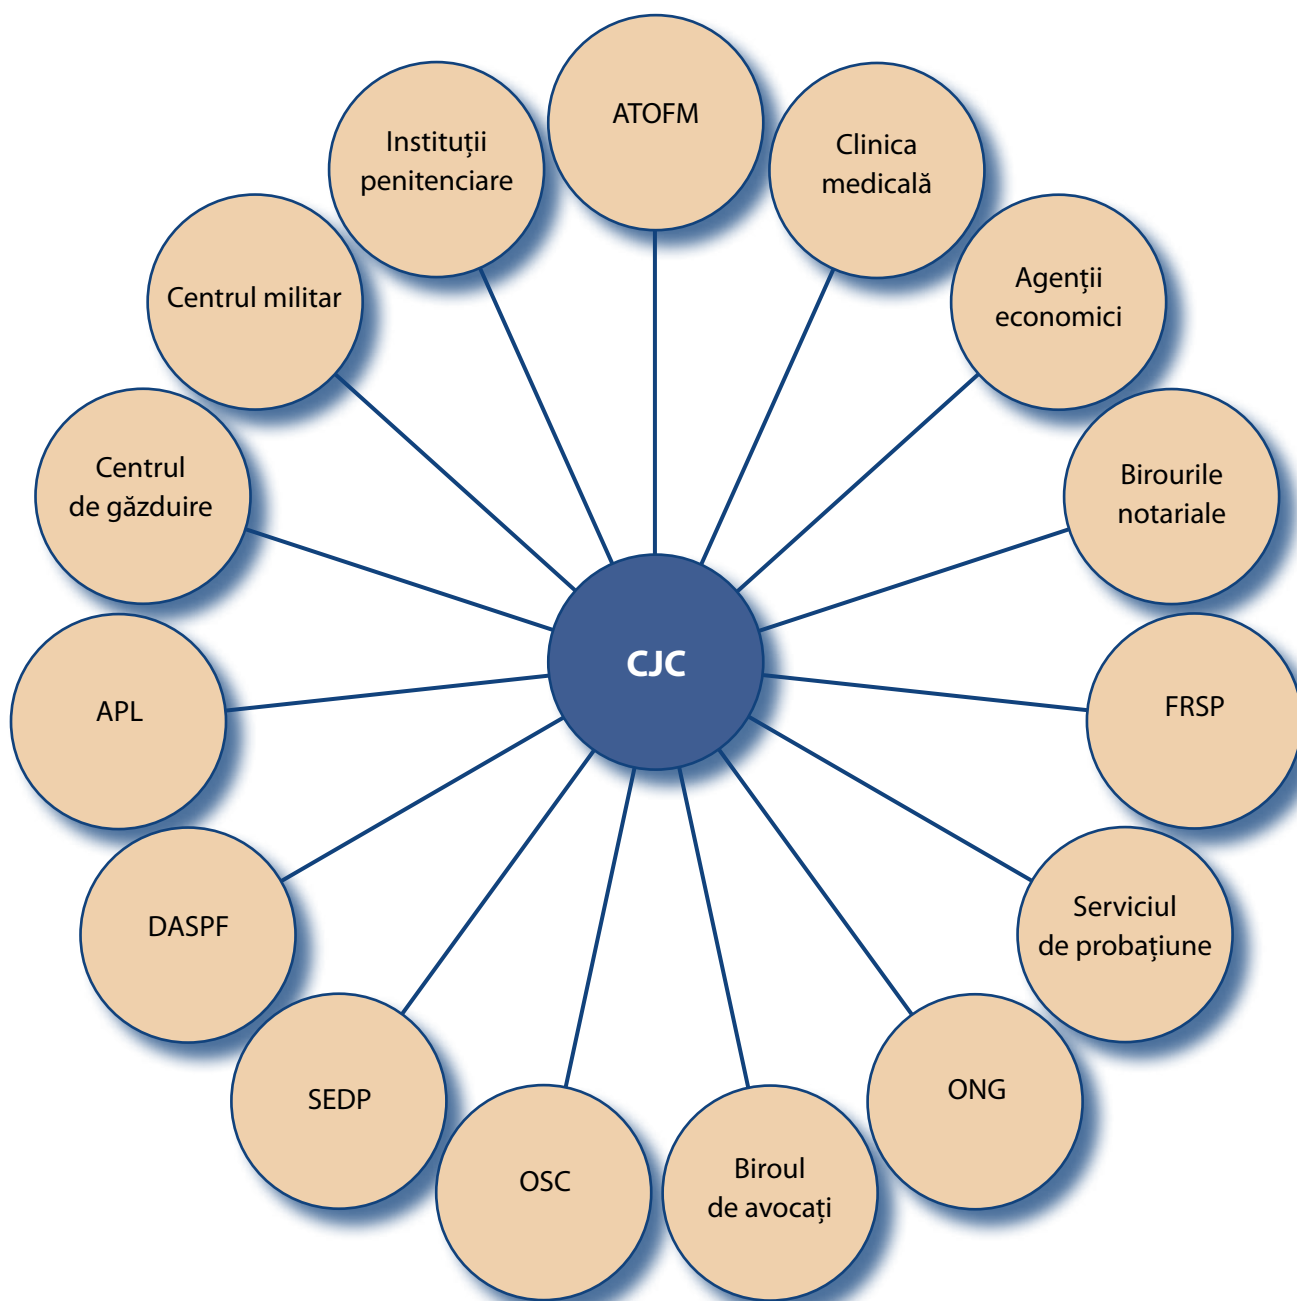 ATOFM
Clinica
medicală
Agenții
economici
Birourile
notariale
FRSP
Serviciul
de probațiune
ONG
Biroul
de avocați
OSC
SEDP
DASPF
APL
Centrul
de găzduire
Centrul militar
Instituții
penitenciare
CJC